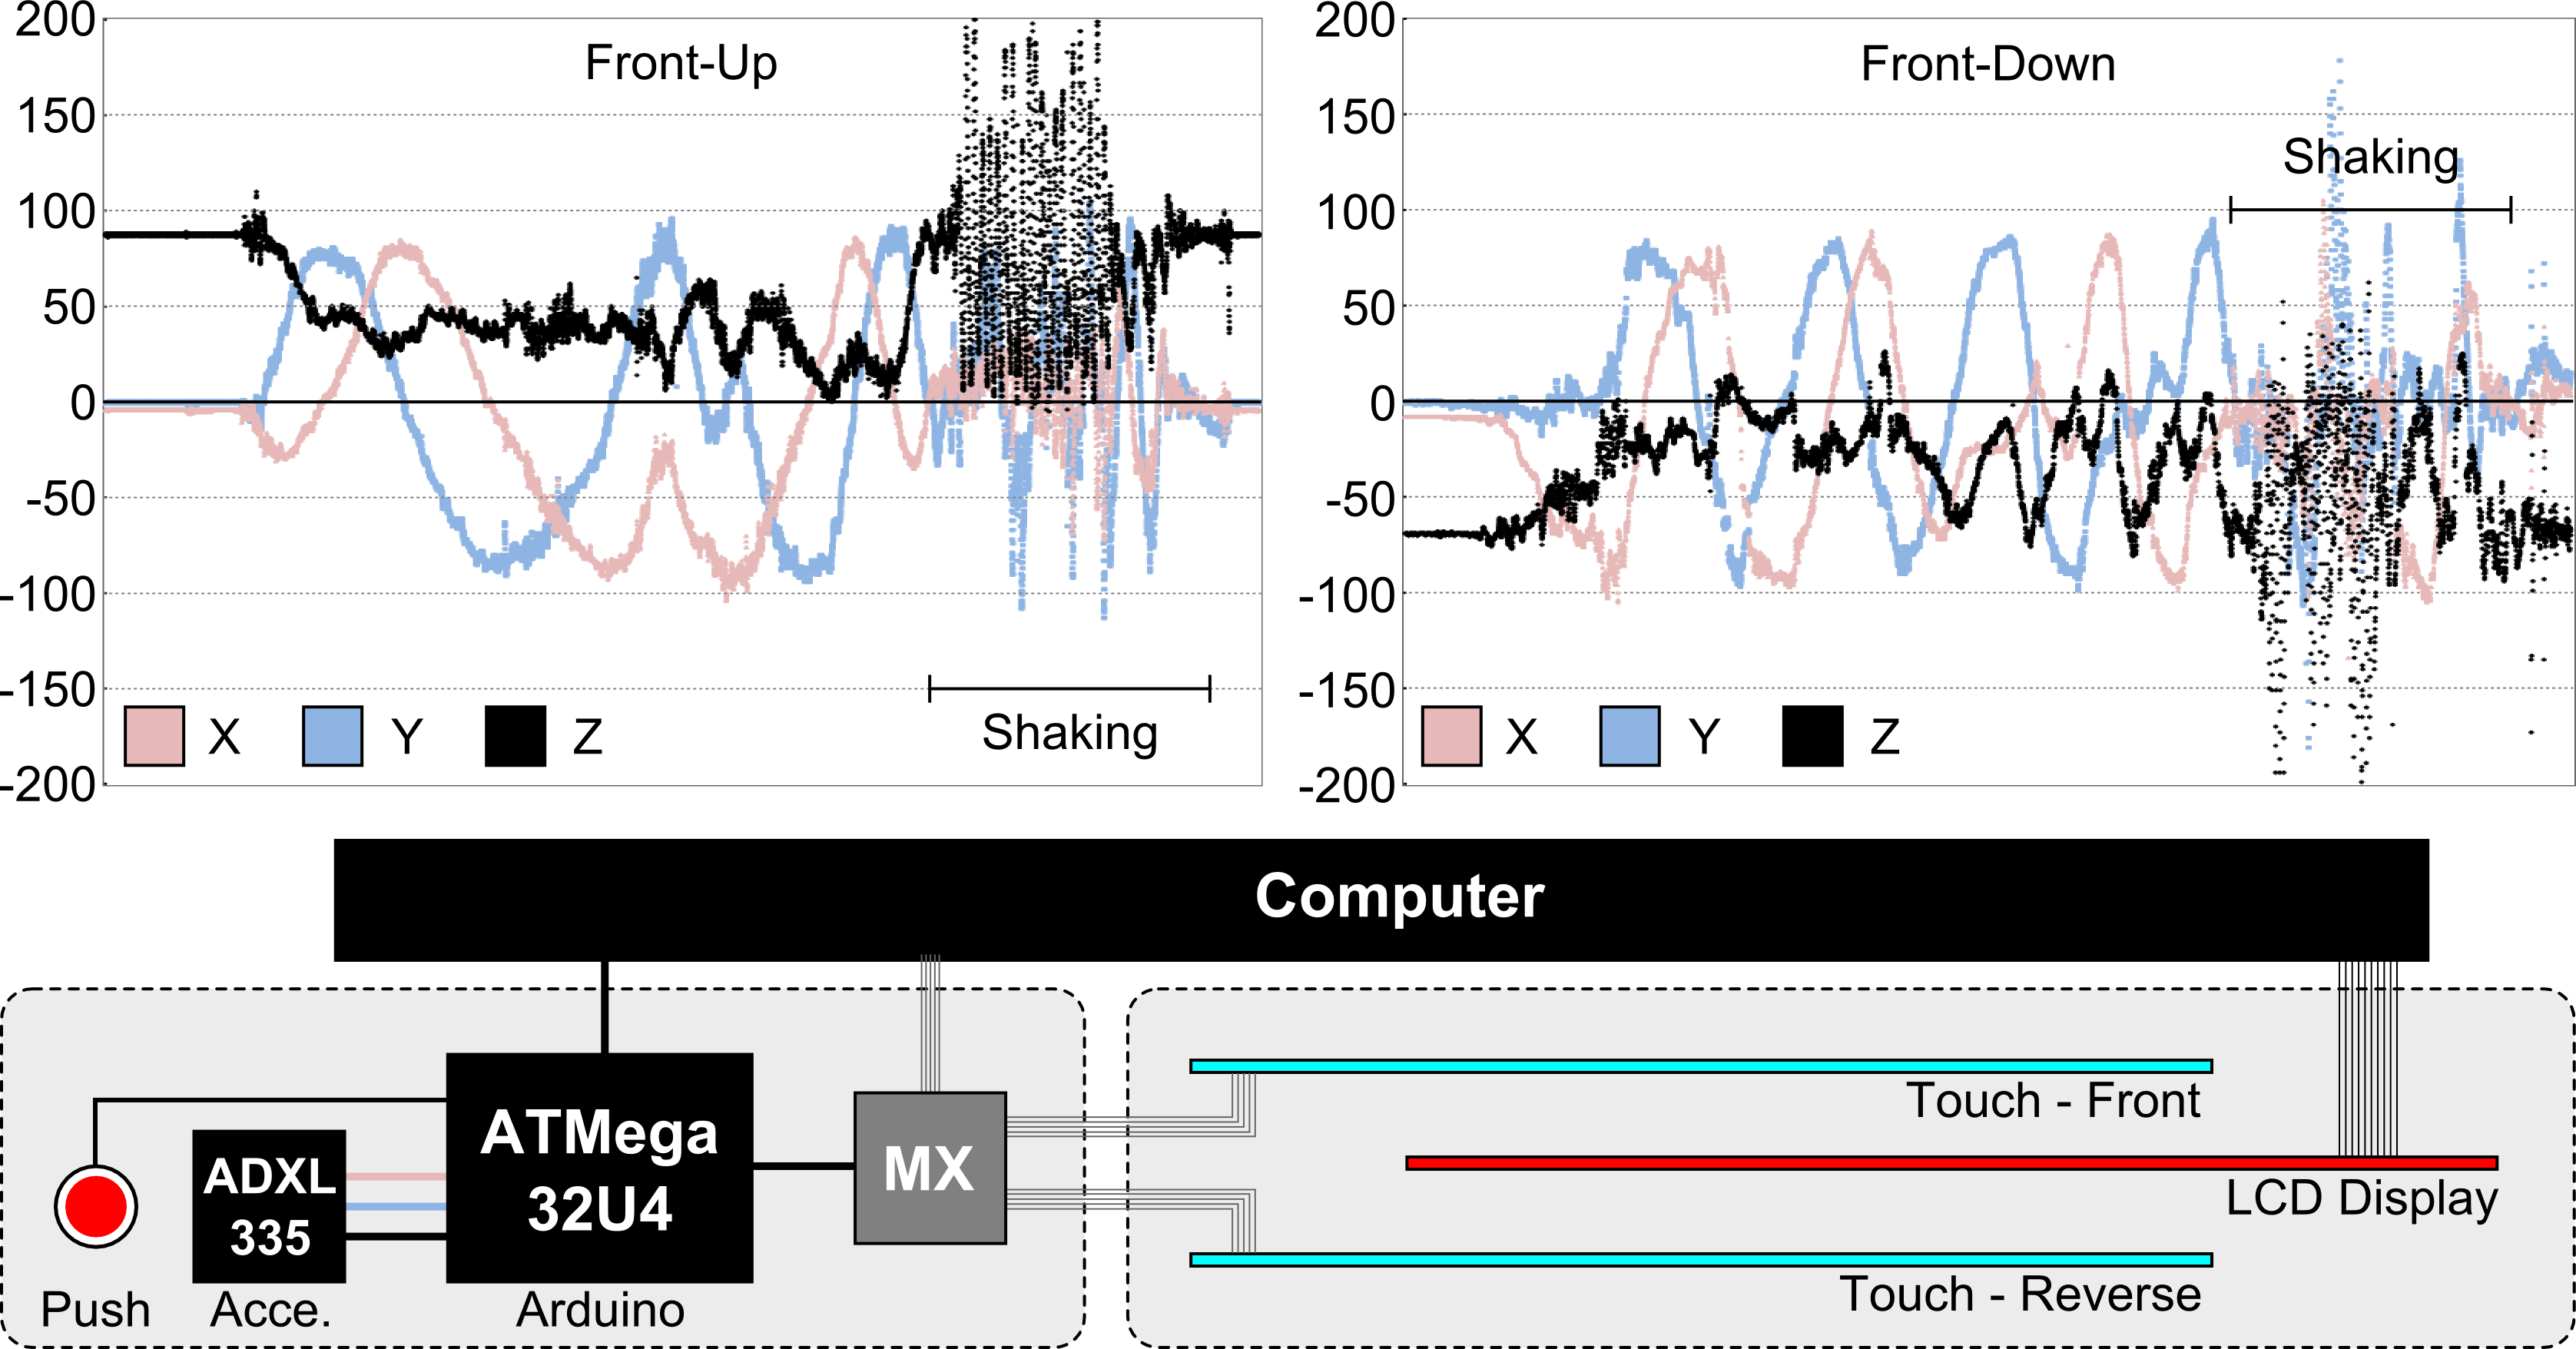 Front-Up
200
150
100
50
0
-50
-100
-150
-200
Shaking
X Y Z
Front-Down
200
150
100
50
0
-50
-100
-150
-200
Shaking
X Y Z
Computer
ATMega
32U4
ADXL
335
MX
Push
Acce.
Arduino
Touch - Front
LCD Display
Touch - Reverse